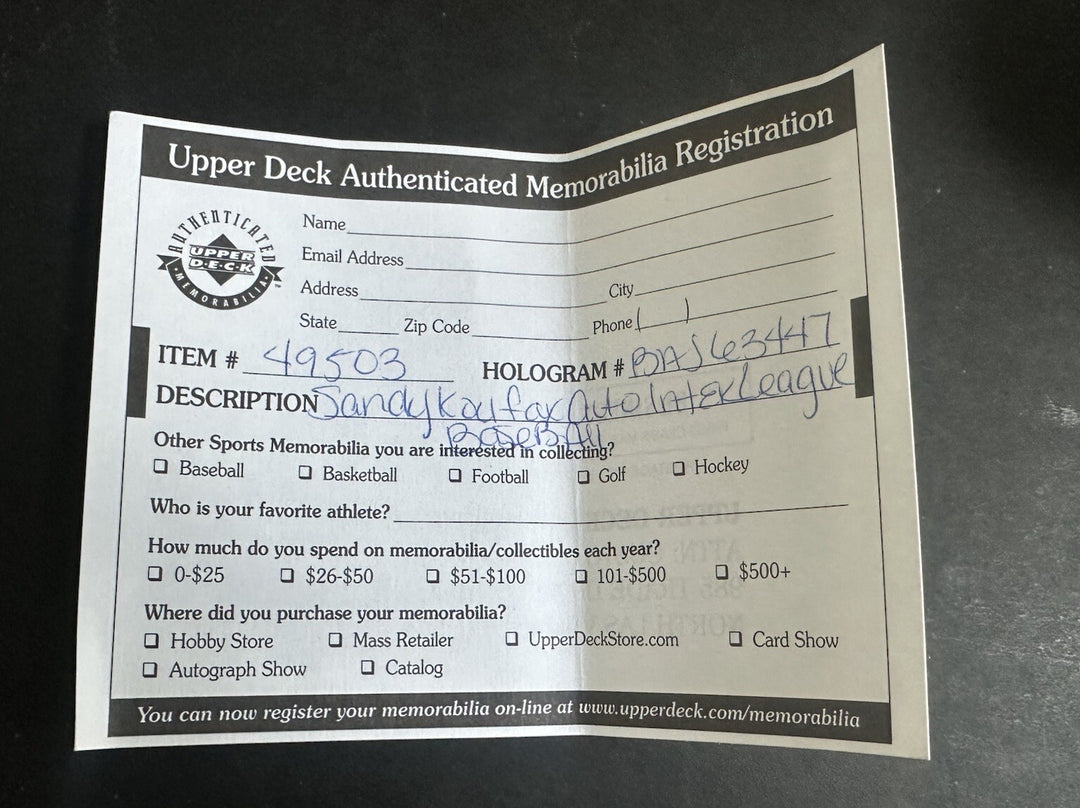 Upper Deck Authenticated Memorabilia Registration
AUTHENTICATED
UPPER
D·E·C·K
MEMORABILIA
Name
Email Address
Address City
State Zip Code Phone ( )
ITEM # 49503 HOLOGRAM # BAJ63447
DESCRIPTION Sandy Koufax Auto InterLeague
BaseBAll
Other Sports Memorabilia you are interested in collecting?
❑ Baseball ❑ Basketball ❑ Football ❑ Golf ❑ Hockey
Who is your favorite athlete?
How much do you spend on memorabilia/collectibles each year?
❑ 0-$25 ❑ $26-$50 ❑ $51-$100 ❑ 101-$500 ❑ $500+
Where did you purchase your memorabilia?
❑ Hobby Store ❑ Mass Retailer ❑ UpperDeckStore.com ❑ Card Show
❑ Autograph Show ❑ Catalog
You can now register your memorabilia on-line at www.upperdeck.com/memorabilia